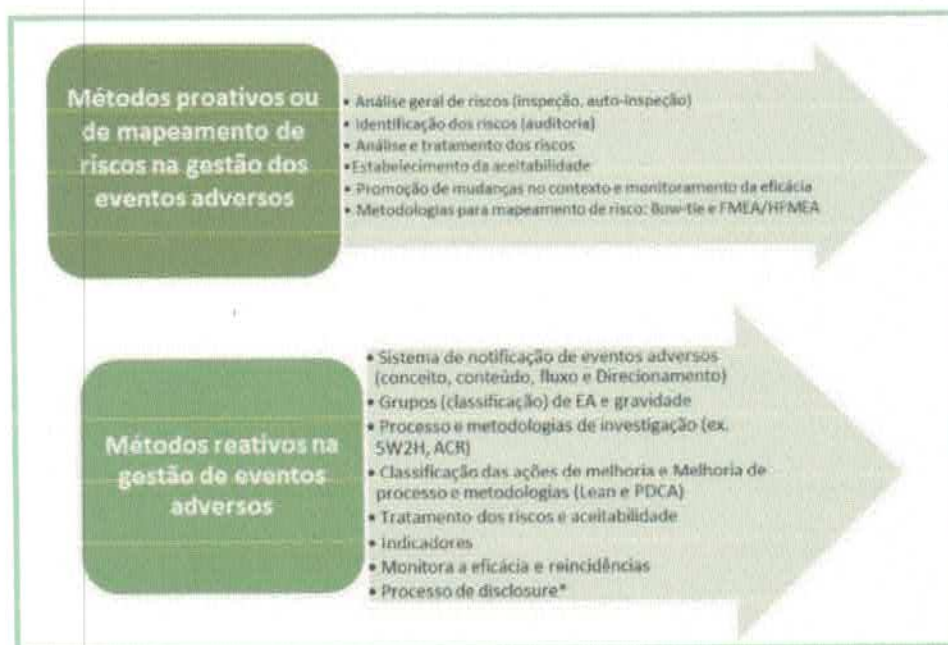 Métodos proativos ou
de mapeamento de
riscos na gestão dos
eventos adversos
• Análise geral de riscos (inspeção, auto-inspeção)
• Identificação dos riscos (auditoria)
• Análise e tratamento dos riscos
•Estabelecimento da aceitabilidade
• Promoção de mudanças no contexto e monitoramento da eficácia
• Metodologias para mapeamento de risco: Bow-tie e FMEA/HFMEA
Métodos reativos na
gestão de eventos
adversos
• Sistema de notificação de eventos adversos
(conceito, conteúdo, fluxo e Direcionamento)
• Grupos (classificação) de EA e gravidade
• Processo e metodologias de investigação (ex.
5W2H, ACR)
• Classificação das ações de melhoria e Melhoria de
processo e metodologias (Lean e PDCA)
• Tratamento dos riscos e aceitabilidade
• Indicadores
• Monitora a eficácia e reincidências
• Processo de disclosure*